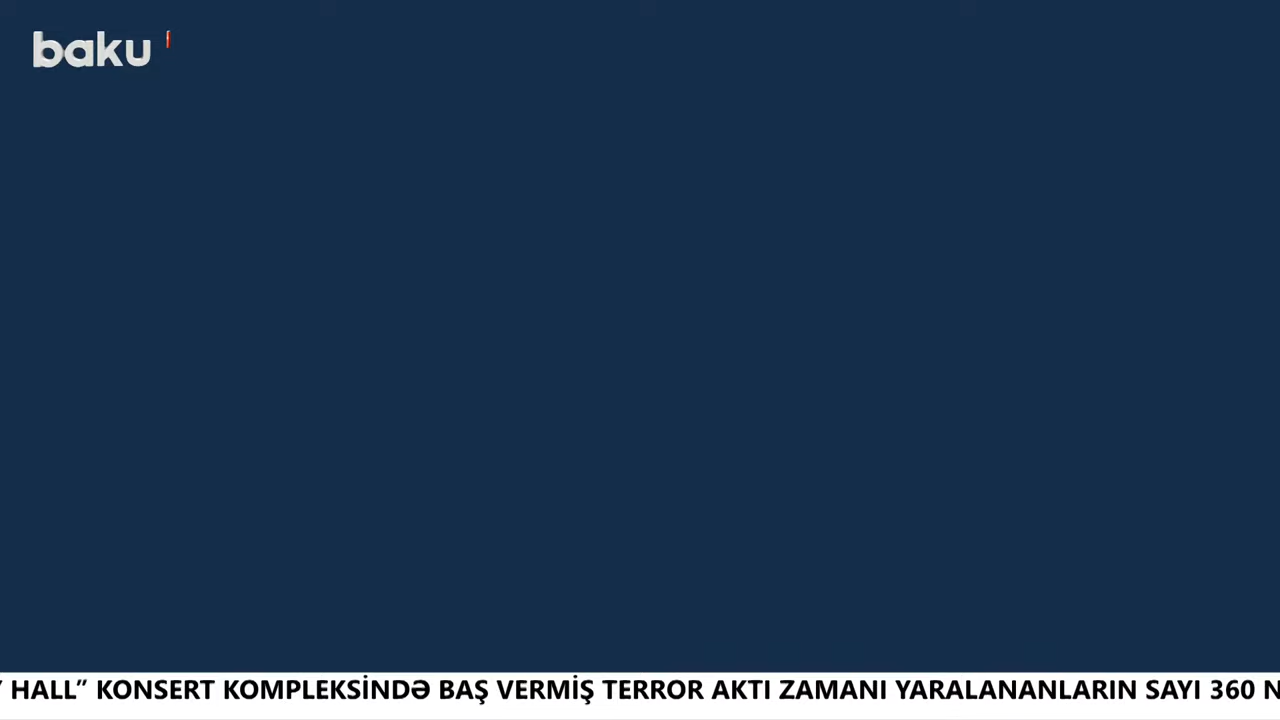 baku
HALL” KONSERT KOMPLEKSİNDƏ BAŞ VERMİŞ TERROR AKTI ZAMANI YARALANANLARIN SAYI 360